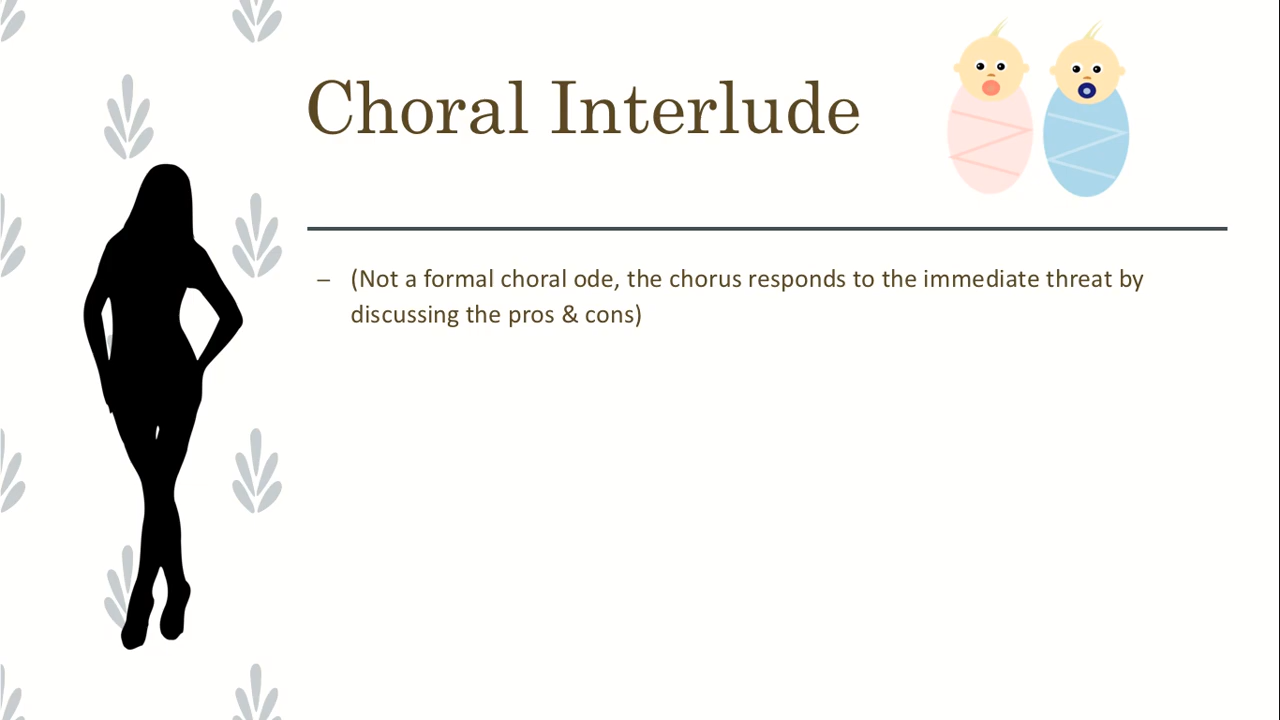 Choral Interlude
– (Not a formal choral ode, the chorus responds to the immediate threat by
discussing the pros & cons)